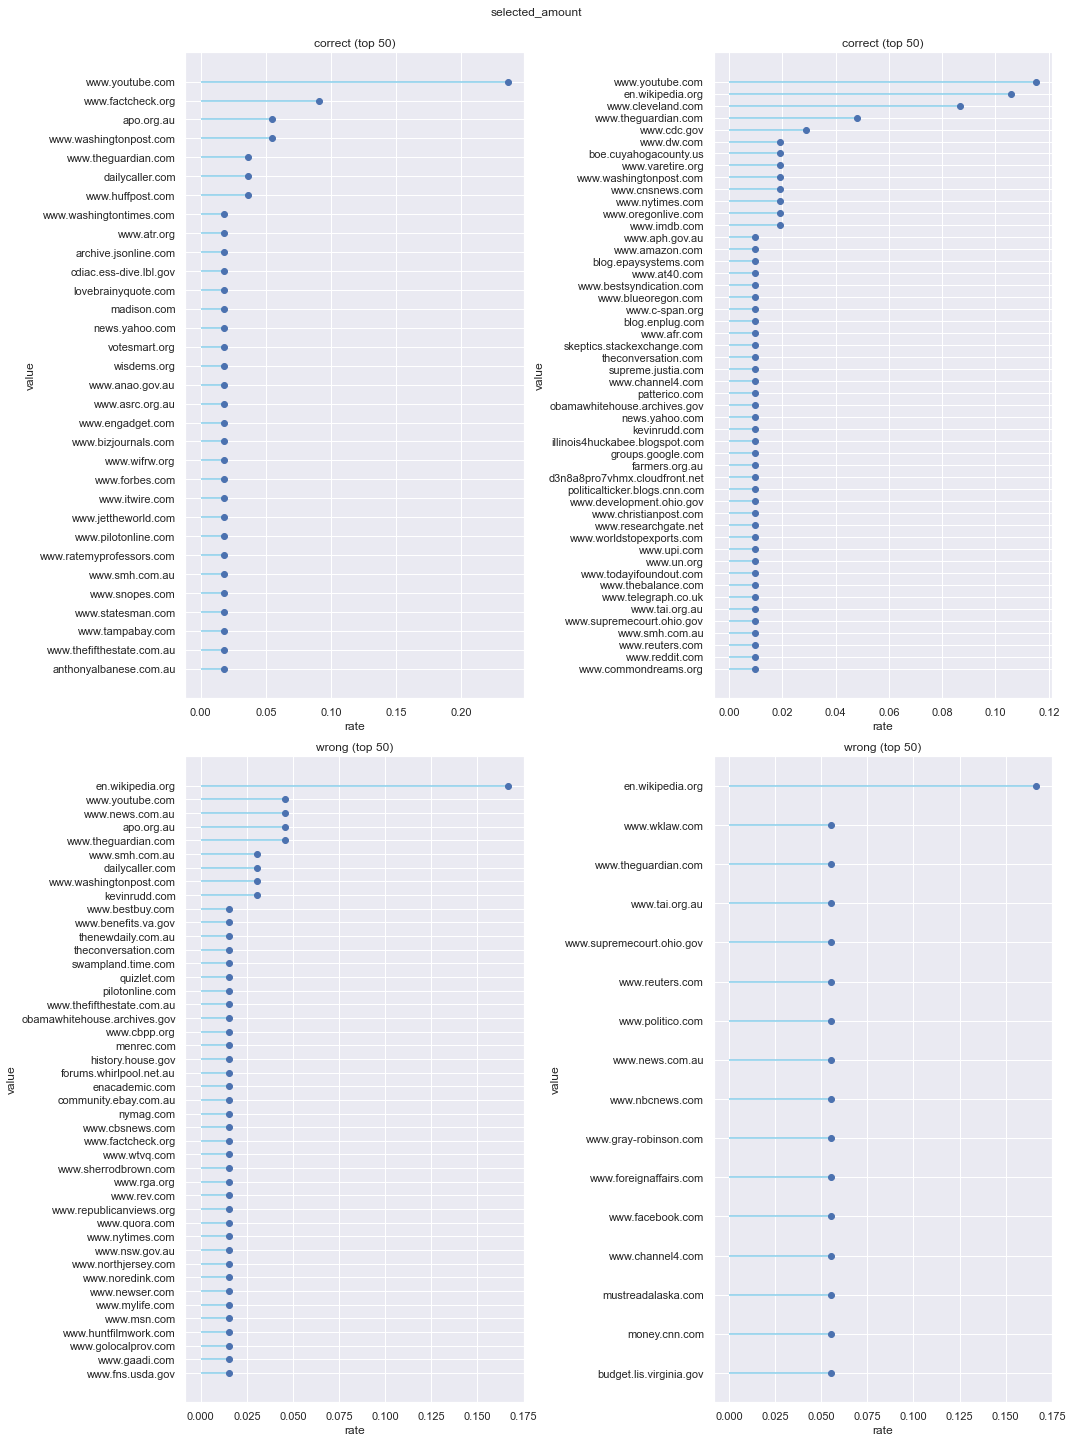 selected_amount
correct (top 50)
www.youtube.com
www.factcheck.org
apo.org.au
www.washingtonpost.com
www.theguardian.com
dailycaller.com
www.huffpost.com
www.washingtontimes.com
www.atr.org
archive.jsonline.com
cdiac.ess-dive.lbl.gov
lovebrainyquote.com
madison.com
news.yahoo.com
votesmart.org
wisdems.org
www.anao.gov.au
www.asrc.org.au
www.engadget.com
www.bizjournals.com
www.wifrw.org
www.forbes.com
www.itwire.com
www.jettheworld.com
www.pilotonline.com
www.ratemyprofessors.com
www.smh.com.au
www.snopes.com
www.statesman.com
www.tampabay.com
www.thefifthestate.com.au
anthonyalbanese.com.au
value
0.00 0.05 0.10 0.15 0.20
rate
correct (top 50)
www.youtube.com
en.wikipedia.org
www.cleveland.com
www.theguardian.com
www.cdc.gov
www.dw.com
boe.cuyahogacounty.us
www.varetire.org
www.washingtonpost.com
www.cnsnews.com
www.nytimes.com
www.oregonlive.com
www.imdb.com
www.aph.gov.au
www.amazon.com
blog.epaysystems.com
www.at40.com
www.bestsyndication.com
www.blueoregon.com
www.c-span.org
blog.enplug.com
www.afr.com
skeptics.stackexchange.com
theconversation.com
supreme.justia.com
www.channel4.com
patterico.com
obamawhitehouse.archives.gov
news.yahoo.com
kevinrudd.com
illinois4huckabee.blogspot.com
groups.google.com
farmers.org.au
d3n8a8pro7vhmx.cloudfront.net
politicalticker.blogs.cnn.com
www.development.ohio.gov
www.christianpost.com
www.researchgate.net
www.worldstopexports.com
www.upi.com
www.un.org
www.todayifoundout.com
www.thebalance.com
www.telegraph.co.uk
www.tai.org.au
www.supremecourt.ohio.gov
www.smh.com.au
www.reuters.com
www.reddit.com
www.commondreams.org
value
0.00 0.02 0.04 0.06 0.08 0.10 0.12
rate
wrong (top 50)
en.wikipedia.org
www.youtube.com
www.news.com.au
apo.org.au
www.theguardian.com
www.smh.com.au
dailycaller.com
www.washingtonpost.com
kevinrudd.com
www.bestbuy.com
www.benefits.va.gov
thenewdaily.com.au
theconversation.com
swampland.time.com
quizlet.com
pilotonline.com
www.thefifthestate.com.au
obamawhitehouse.archives.gov
www.cbpp.org
menrec.com
history.house.gov
forums.whirlpool.net.au
enacademic.com
community.ebay.com.au
nymag.com
www.cbsnews.com
www.factcheck.org
www.wtvq.com
www.sherrodbrown.com
www.rga.org
www.rev.com
www.republicanviews.org
www.quora.com
www.nytimes.com
www.nsw.gov.au
www.northjersey.com
www.noredink.com
www.newser.com
www.mylife.com
www.msn.com
www.huntfilmwork.com
www.golocalprov.com
www.gaadi.com
www.fns.usda.gov
value
0.000 0.025 0.050 0.075 0.100 0.125 0.150 0.175
rate
wrong (top 50)
en.wikipedia.org
www.wklaw.com
www.theguardian.com
www.tai.org.au
www.supremecourt.ohio.gov
www.reuters.com
www.politico.com
www.news.com.au
www.nbcnews.com
www.gray-robinson.com
www.foreignaffairs.com
www.facebook.com
www.channel4.com
mustreadalaska.com
money.cnn.com
budget.lis.virginia.gov
value
0.000 0.025 0.050 0.075 0.100 0.125 0.150 0.175
rate